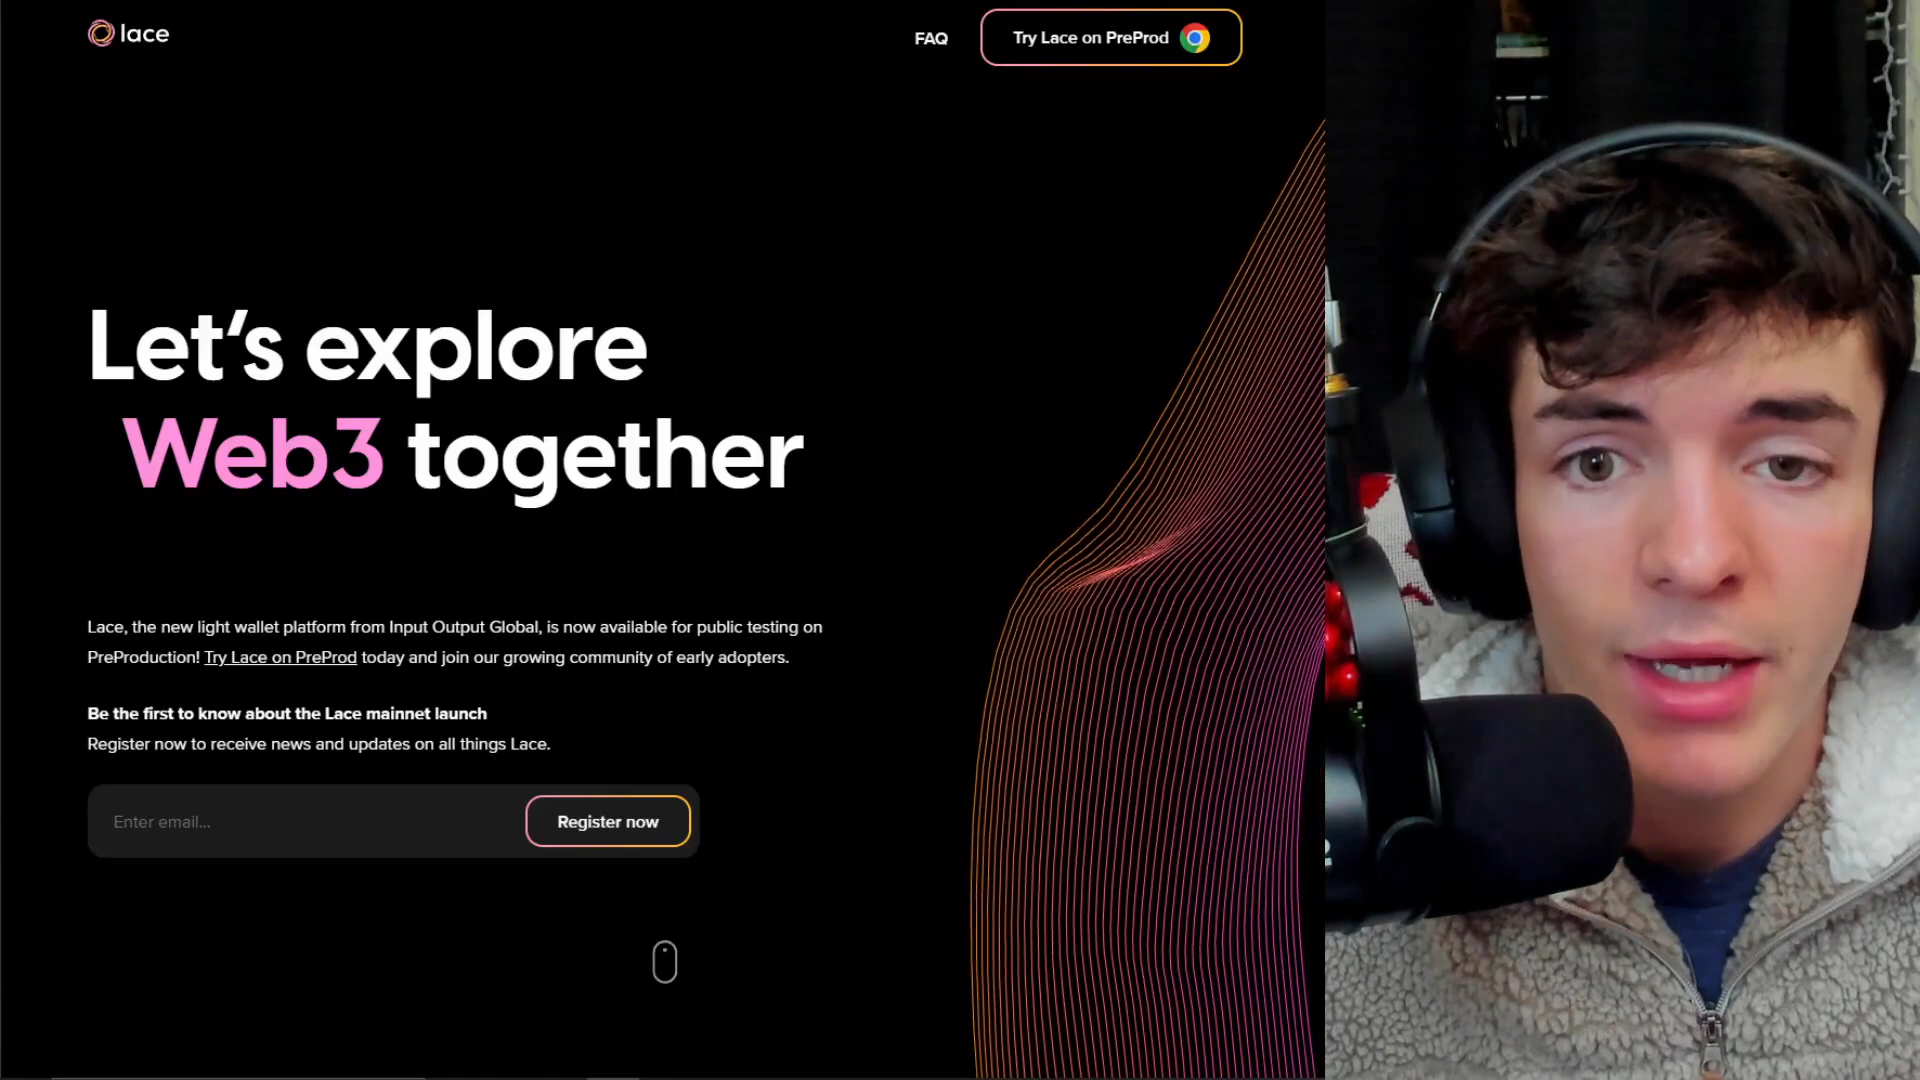 lace
FAQ
Try Lace on PreProd
Let's explore
Web3 together
Lace, the new light wallet platform from Input Output Global, is now available for public testing on
PreProduction! Try Lace on PreProd today and join our growing community of early adopters.
Be the first to know about the Lace mainnet launch
Register now to receive news and updates on all things Lace.
Enter email...
Register now